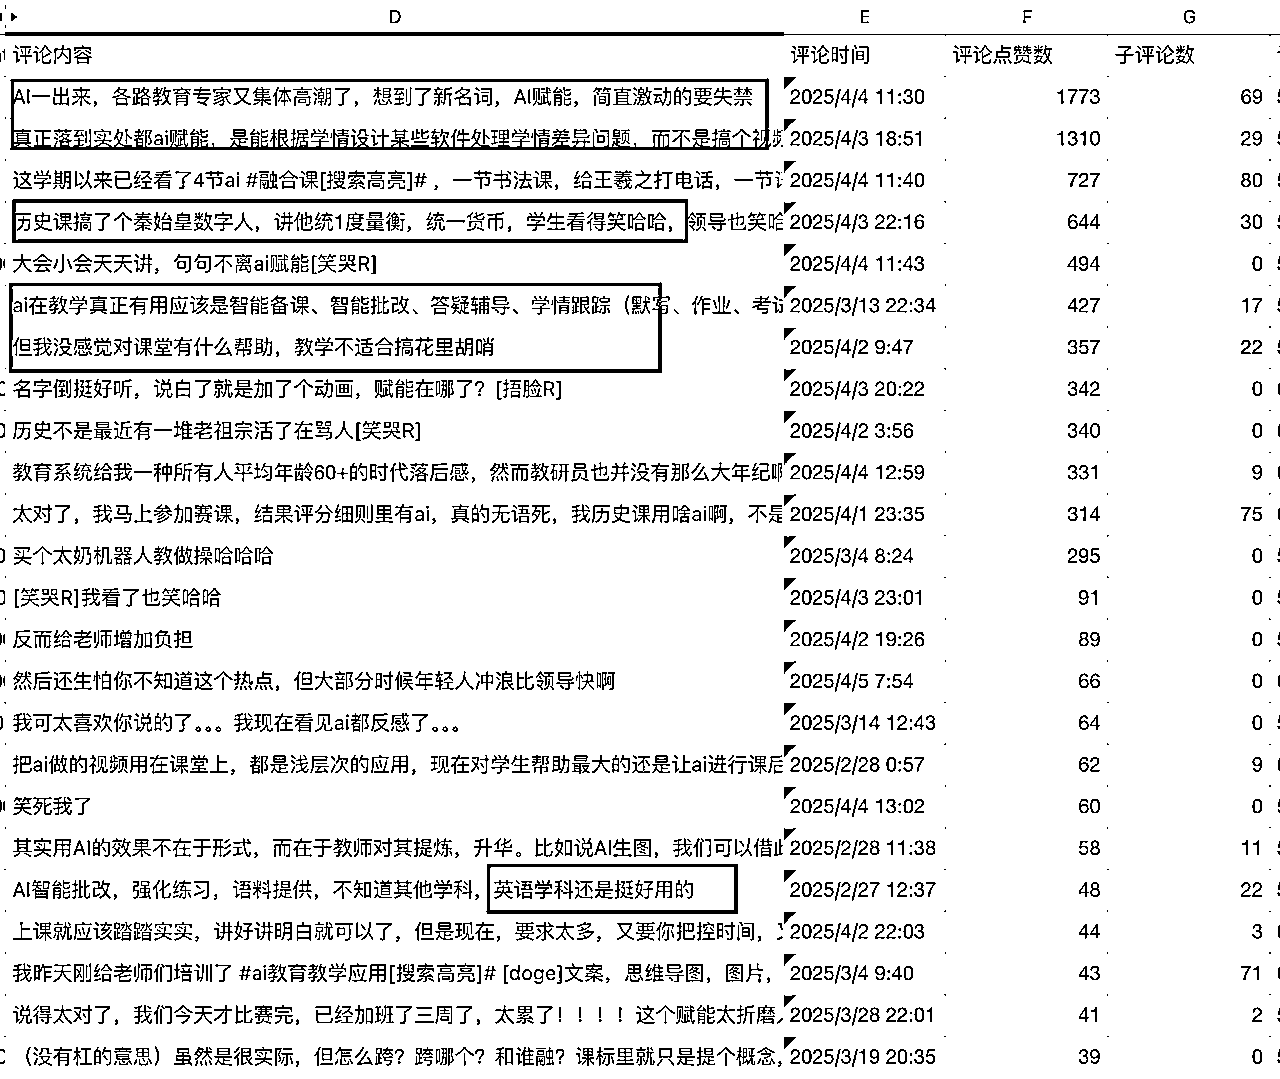 D E F G
评论内容 评论时间 评论点赞数 子评论数
AI一出来，各路教育专家又集体高潮了，想到了新名词，AI赋能，简直激动的要失禁 2025/4/4 11:30 1773 69
真正落到实处都ai赋能，是能根据学情设计某些软件处理学情差异问题，而不是搞个视频 2025/4/3 18:51 1310 29
这学期以来已经看了4节ai #融合课[搜索高亮]# ，一节书法课，给王羲之打电话，一节 2025/4/4 11:40 727 80
历史课搞了个秦始皇数字人，讲他统1度量衡，统一货币，学生看得笑哈哈，领导也笑哈 2025/4/3 22:16 644 30
大会小会天天讲，句句不离ai赋能[笑哭R] 2025/4/4 11:43 494 0
ai在教学真正有用应该是智能备课、智能批改、答疑辅导、学情跟踪（默写、作业、考试 2025/3/13 22:34 427 17
但我没感觉对课堂有什么帮助，教学不适合搞花里胡哨 2025/4/2 9:47 357 22
名字倒挺好听，说白了就是加了个动画，赋能在哪了？[捂脸R] 2025/4/3 20:22 342 0
历史不是最近有一堆老祖宗活了在骂人[笑哭R] 2025/4/2 3:56 340 0
教育系统给我一种所有人平均年龄60+的时代落后感，然而教研员也并没有那么大年纪啊 2025/4/4 12:59 331 9
太对了，我马上参加赛课，结果评分细则里有ai，真的无语死，我历史课用啥ai啊，不是 2025/4/1 23:35 314 75
买个太奶机器人教做操哈哈哈 2025/3/4 8:24 295 0
[笑哭R]我看了也笑哈哈 2025/4/3 23:01 91 0
反而给老师增加负担 2025/4/2 19:26 89 0
然后还生怕你不知道这个热点，但大部分时候年轻人冲浪比领导快啊 2025/4/5 7:54 66 0
我可太喜欢你说的了。。。我现在看见ai都反感了。。。 2025/3/14 12:43 64 0
把ai做的视频用在课堂上，都是浅层次的应用，现在对学生帮助最大的还是让ai进行课后 2025/2/28 0:57 62 9
笑死我了 2025/4/4 13:02 60 0
其实用AI的效果不在于形式，而在于教师对其提炼，升华。比如说AI生图，我们可以借此 2025/2/28 11:38 58 11
AI智能批改，强化练习，语料提供，不知道其他学科，英语学科还是挺好用的 2025/2/27 12:37 48 22
上课就应该踏踏实实，讲好讲明白就可以了，但是现在，要求太多，又要你把控时间， 2025/4/2 22:03 44 3
我昨天刚给老师们培训了 #ai教育教学应用[搜索高亮]# [doge]文案，思维导图，图片， 2025/3/4 9:40 43 71
说得太对了，我们今天才比赛完，已经加班了三周了，太累了！！！！这个赋能太折磨 2025/3/28 22:01 41 2
（没有杠的意思）虽然是很实际，但怎么跨？跨哪个？和谁融？课标里就只是提个概念， 2025/3/19 20:35 39 0